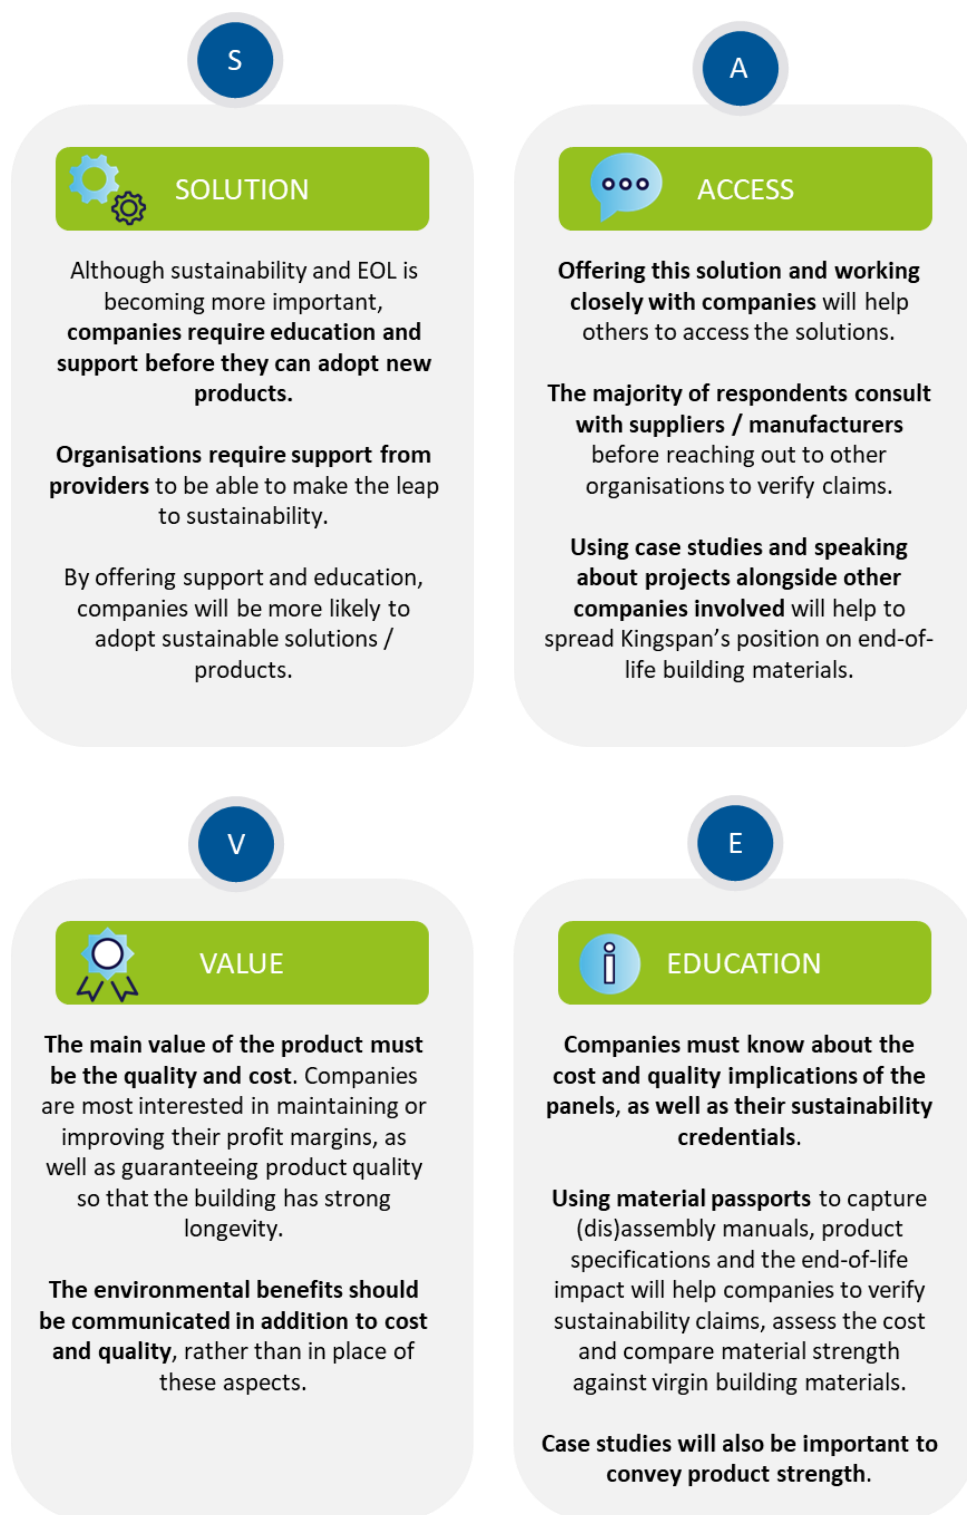 S
SOLUTION
Although sustainability and EOL is
becoming more important,
companies require education and
support before they can adopt new
products.
Organisations require support from
providers to be able to make the leap
to sustainability.
By offering support and education,
companies will be more likely to
adopt sustainable solutions /
products.
A
ACCESS
Offering this solution and working
closely with companies will help
others to access the solutions.
The majority of respondents consult
with suppliers / manufacturers
before reaching out to other
organisations to verify claims.
Using case studies and speaking
about projects alongside other
companies involved will help to
spread Kingspan's position on end-of-
life building materials.
V
VALUE
The main value of the product must
be the quality and cost. Companies
are most interested in maintaining or
improving their profit margins, as
well as guaranteeing product quality
so that the building has strong
longevity.
The environmental benefits should
be communicated in addition to cost
and quality, rather than in place of
these aspects.
E
EDUCATION
Companies must know about the
cost and quality implications of the
panels, as well as their sustainability
credentials.
Using material passports to capture
(dis)assembly manuals, product
specifications and the end-of-life
impact will help companies to verify
sustainability claims, assess the cost
and compare material strength
against virgin building materials.
Case studies will also be important to
convey product strength.